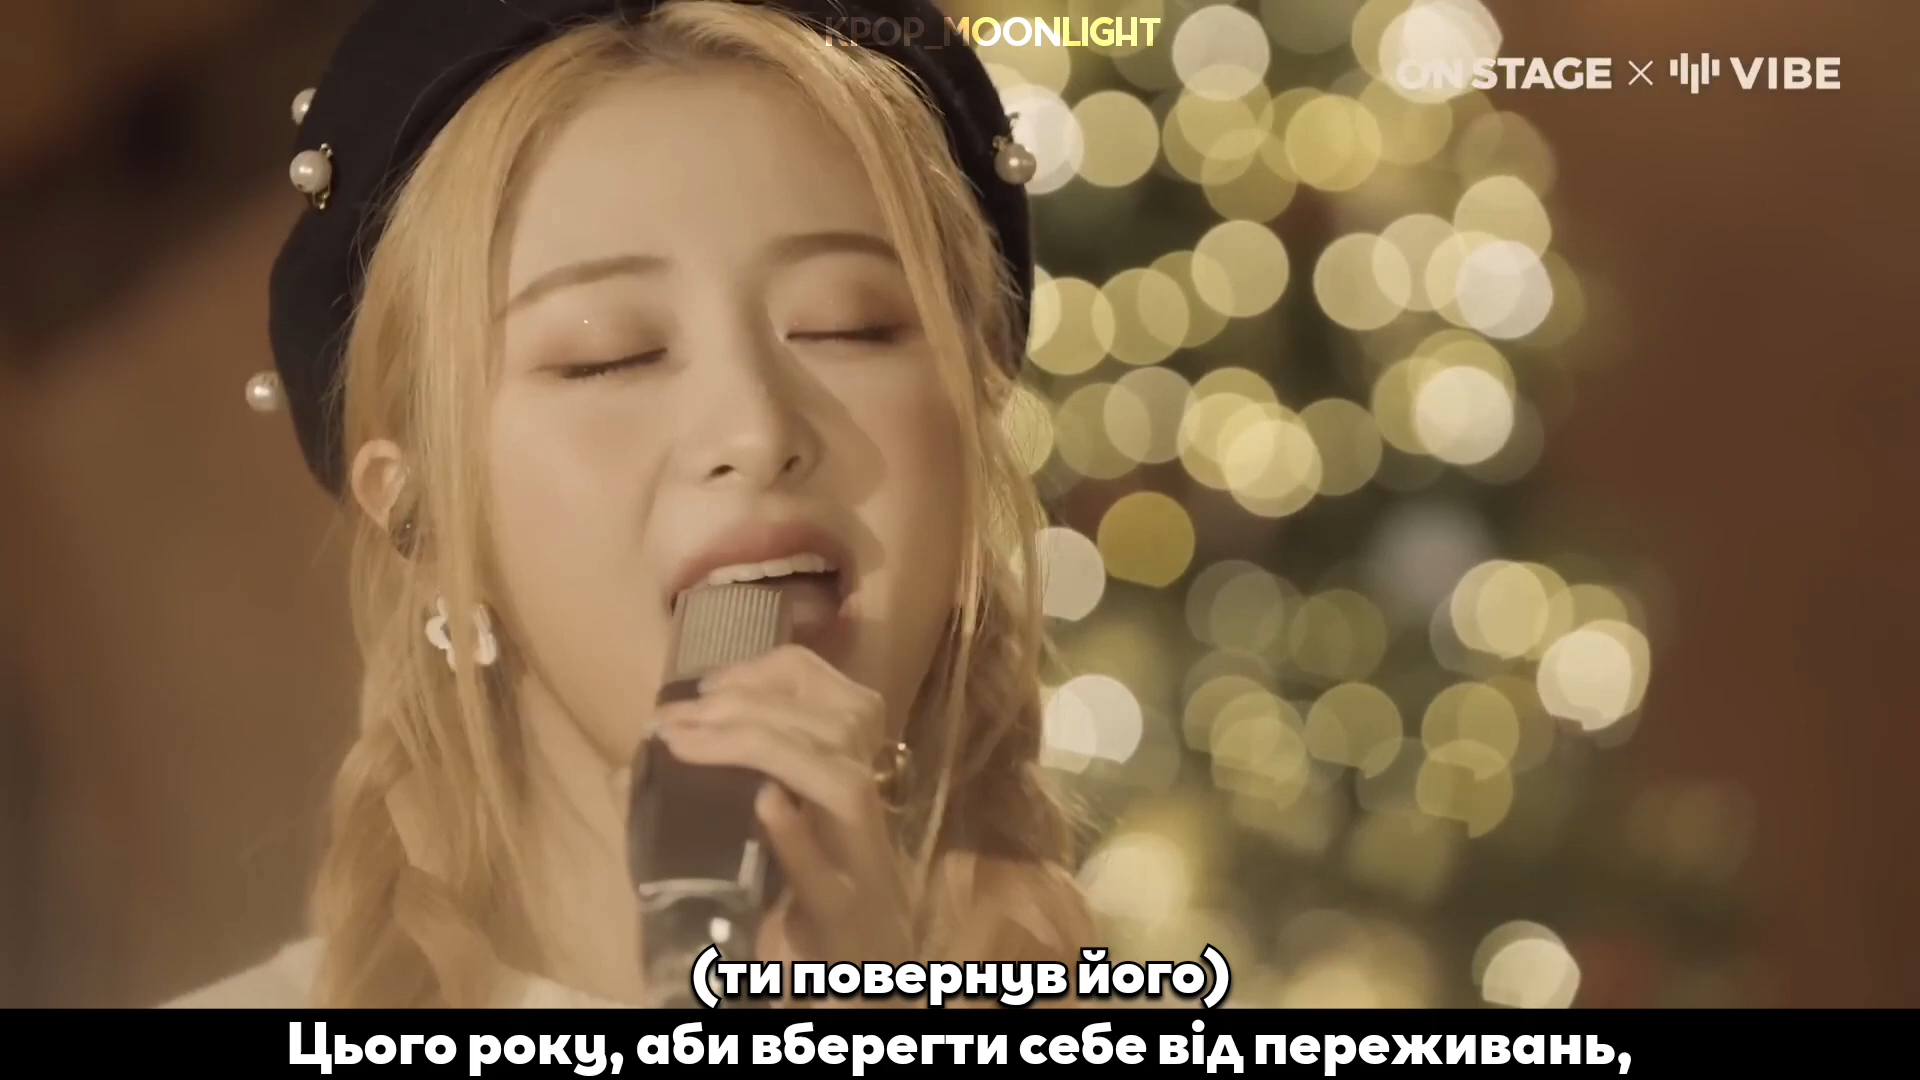 KPOP_MOONLIGHT
ON STAGE × VIBE
(ти повернув його)
Цього року, аби вберегти себе від переживань,